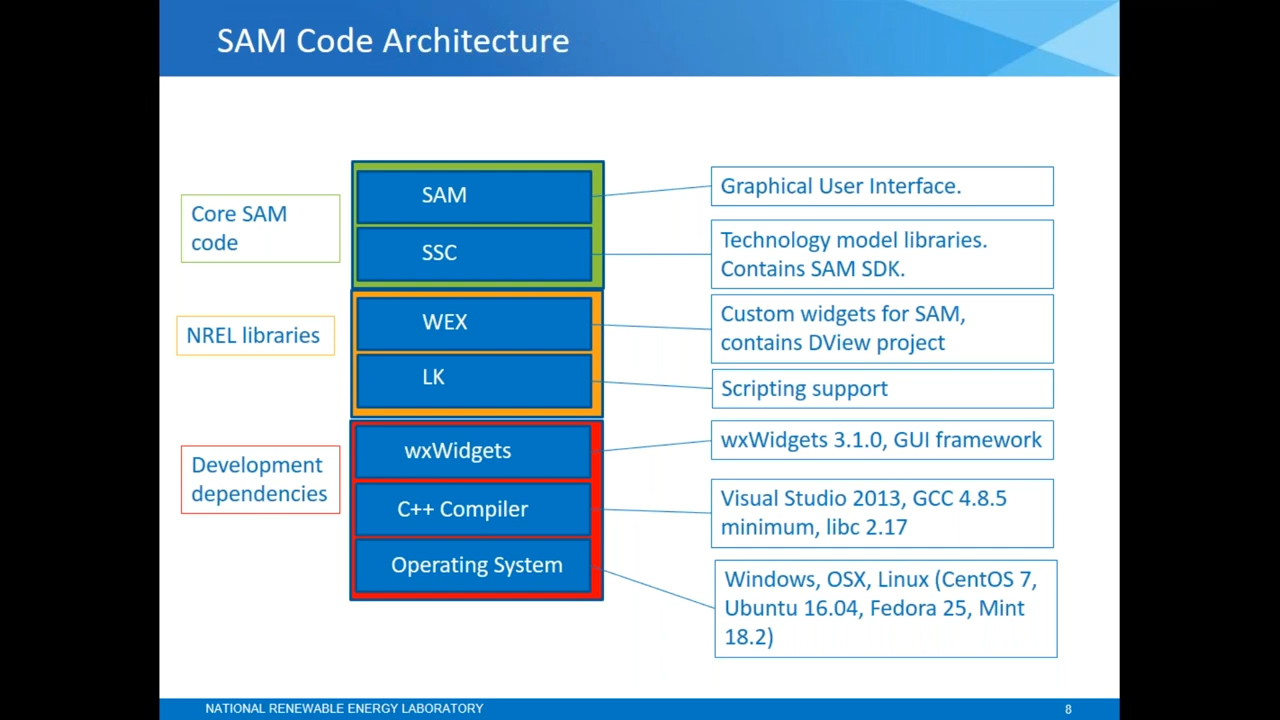 SAM Code Architecture
Core SAM
code
NREL libraries
Development
dependencies
SAM
SSC
WEX
LK
wxWidgets
C++ Compiler
Operating System
Graphical User Interface.
Technology model libraries.
Contains SAM SDK.
Custom widgets for SAM,
contains DView project
Scripting support
wxWidgets 3.1.0, GUI framework
Visual Studio 2013, GCC 4.8.5
minimum, libc 2.17
Windows, OSX, Linux (CentOS 7,
Ubuntu 16.04, Fedora 25, Mint
18.2)
NATIONAL RENEWABLE ENERGY LABORATORY
8